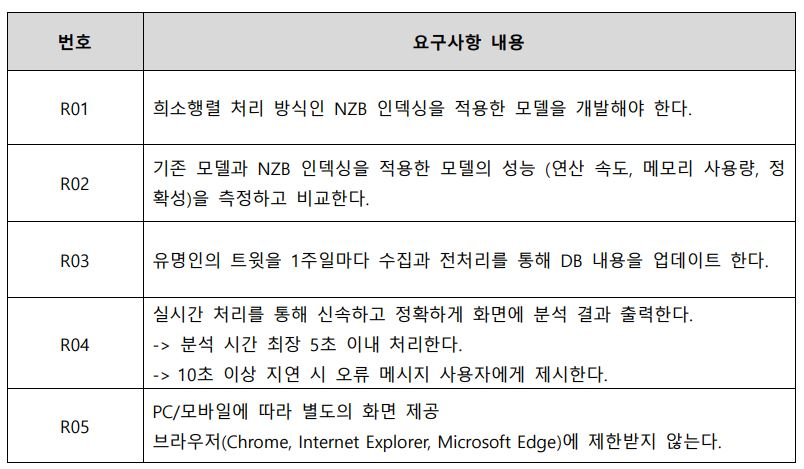 번호 요구사항 내용
R01 희소행렬 처리 방식인 NZB 인덱싱을 적용한 모델을 개발해야 한다.
R02 기존 모델과 NZB 인덱싱을 적용한 모델의 성능 (연산 속도, 메모리 사용량, 정
확성)을 측정하고 비교한다.
R03 유명인의 트윗을 1주일마다 수집과 전처리를 통해 DB 내용을 업데이트 한다.
R04 실시간 처리를 통해 신속하고 정확하게 화면에 분석 결과 출력한다.
-> 분석 시간 최장 5초 이내 처리한다.
-> 10초 이상 지연 시 오류 메시지 사용자에게 제시한다.
R05 PC/모바일에 따라 별도의 화면 제공
브라우저(Chrome, Internet Explorer, Microsoft Edge)에 제한받지 않는다.